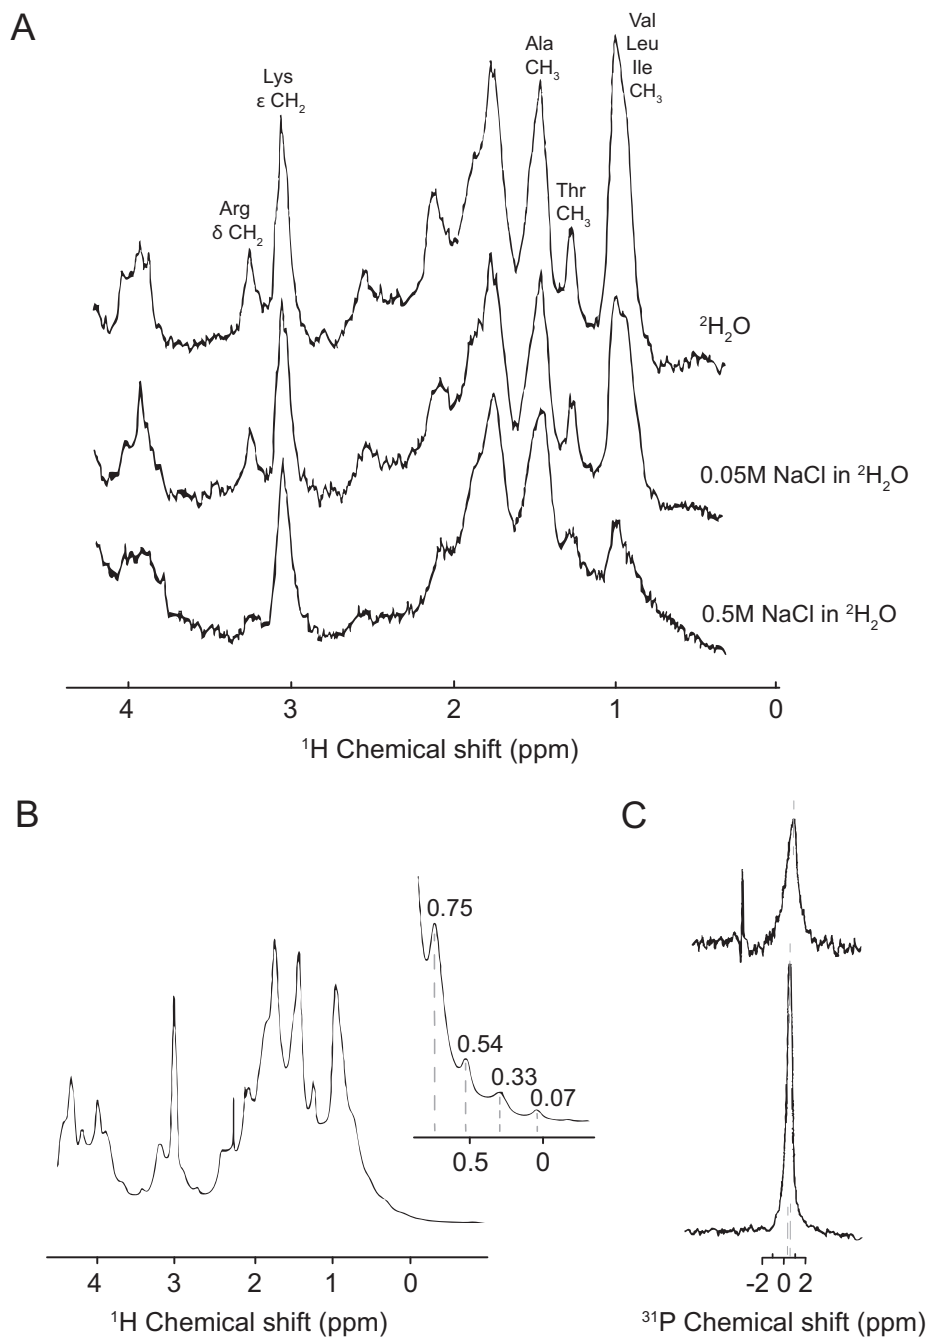 A
Val
Leu
Ile
CH₃
Ala
CH₃
Lys
ε CH₂
Thr
CH₃
Arg
δ CH₂
²H₂O
0.05M NaCl in ²H₂O
0.5M NaCl in ²H₂O
4 3 2 1 0
¹H Chemical shift (ppm)
B
C
0.75
0.54
0.33
0.07
0.5 0
4 3 2 1 0
-2 0 2
¹H Chemical shift (ppm)
³¹P Chemical shift (ppm)